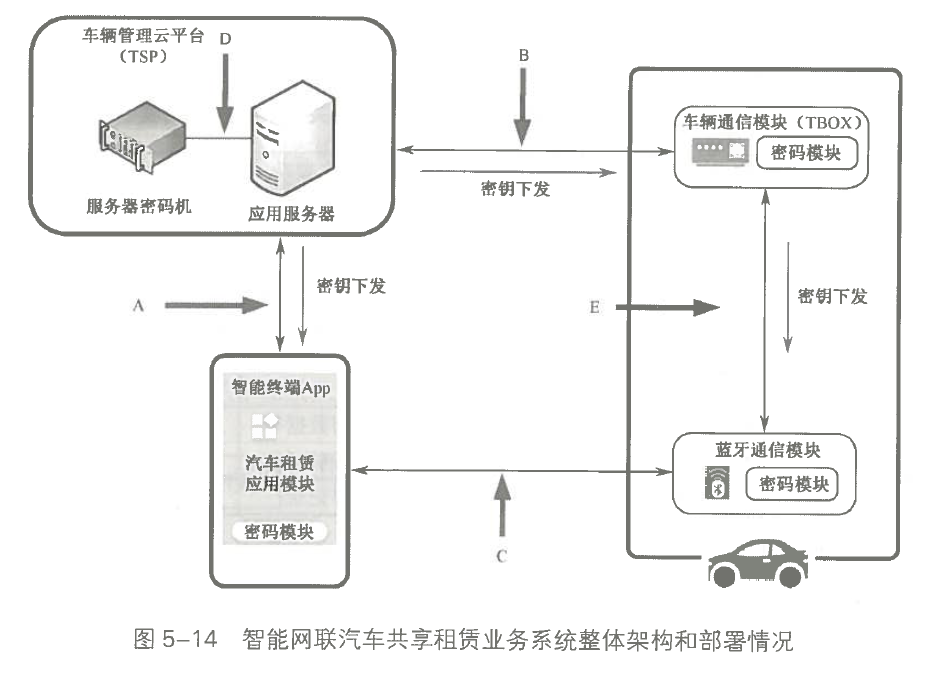 车辆管理云平台
（TSP）
D
服务器密码机
应用服务器
B
密钥下发
车辆通信模块（TBOX）
密码模块
A
密钥下发
E
密钥下发
智能终端App
汽车租赁
应用模块
密码模块
C
蓝牙通信模块
密码模块
图 5-14 智能网联汽车共享租赁业务系统整体架构和部署情况